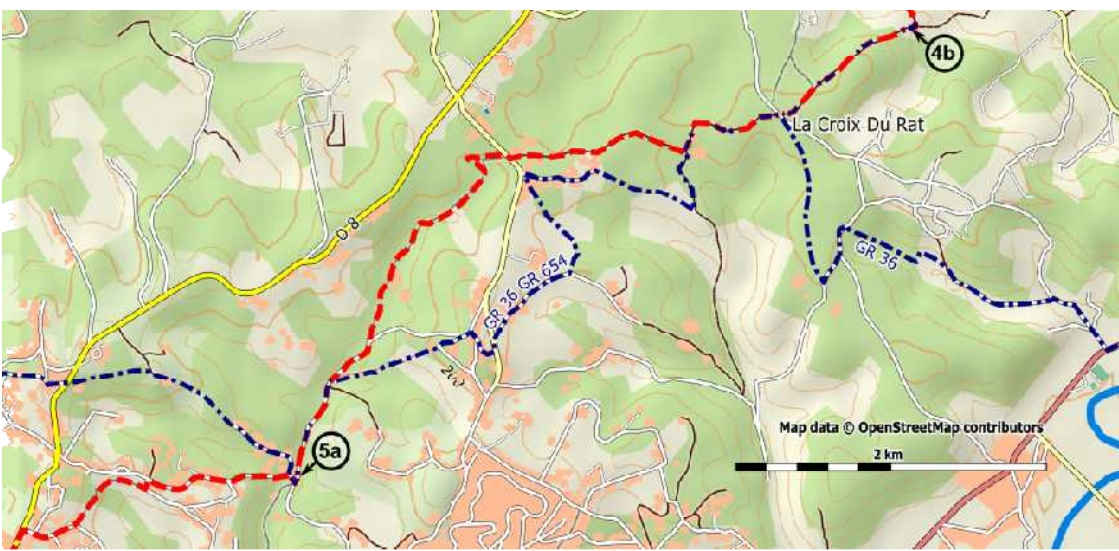 4b
La Croix Du Rat
D 8
GR 36 GR 654
GR 36
5a
Map data © OpenStreetMap contributors
2 km